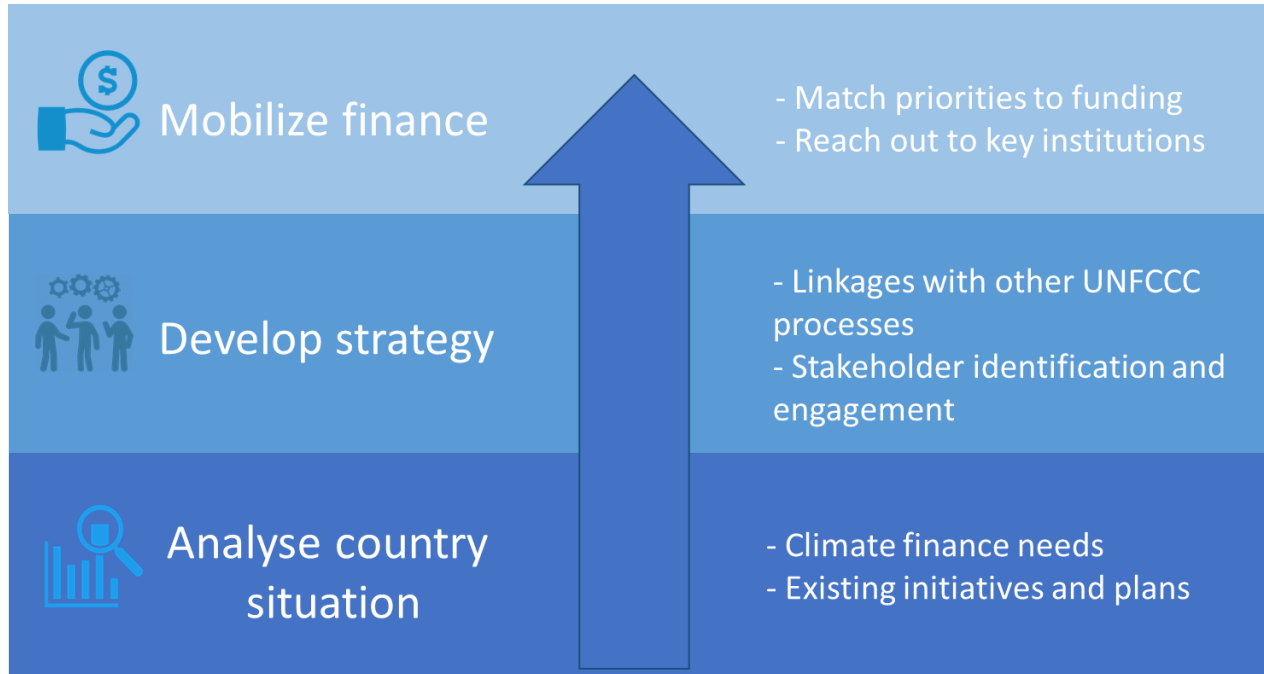 $
Mobilize finance
- Match priorities to funding
- Reach out to key institutions
Develop strategy
- Linkages with other UNFCCC
processes
- Stakeholder identification and
engagement
Analyse country
situation
- Climate finance needs
- Existing initiatives and plans